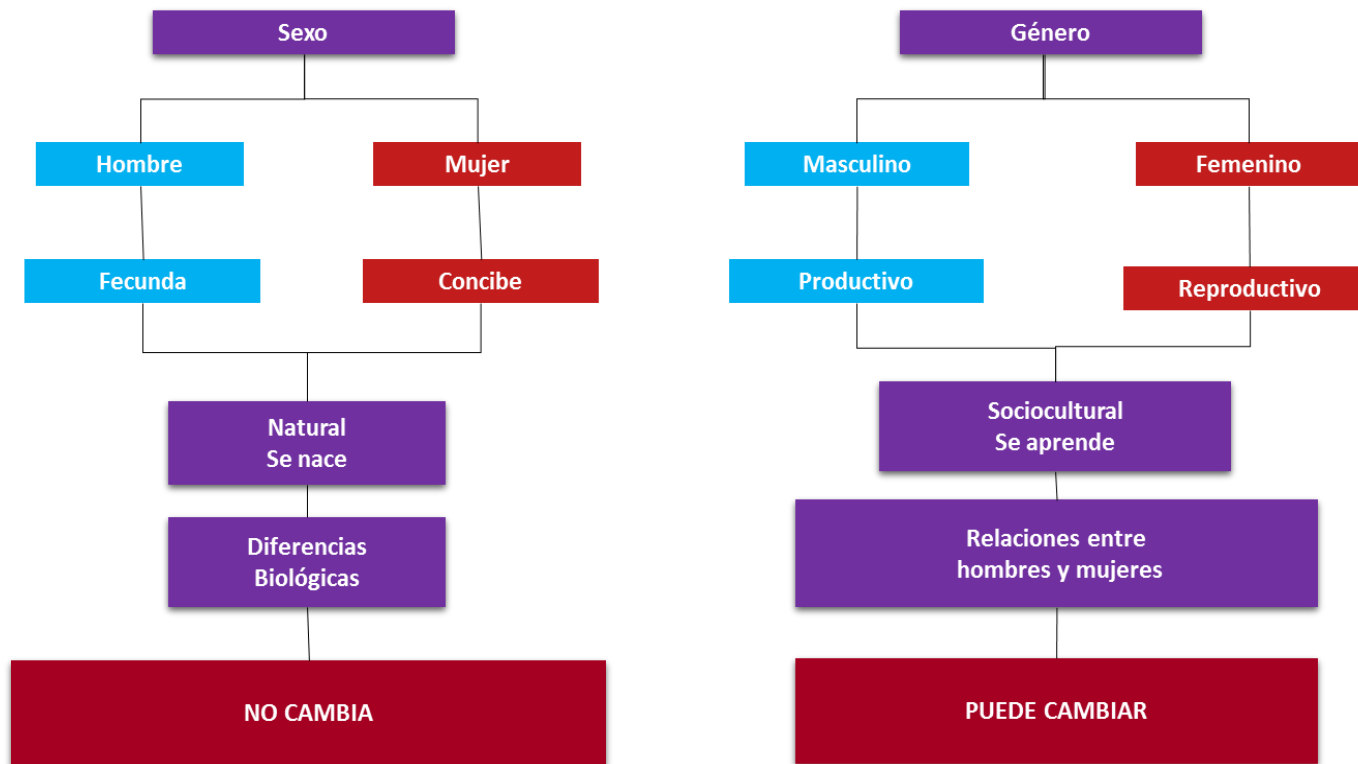 Sexo
Hombre
Mujer
Fecunda
Concibe
Natural
Se nace
Diferencias
Biológicas
NO CAMBIA
Género
Masculino
Femenino
Productivo
Reproductivo
Sociocultural
Se aprende
Relaciones entre
hombres y mujeres
PUEDE CAMBIAR